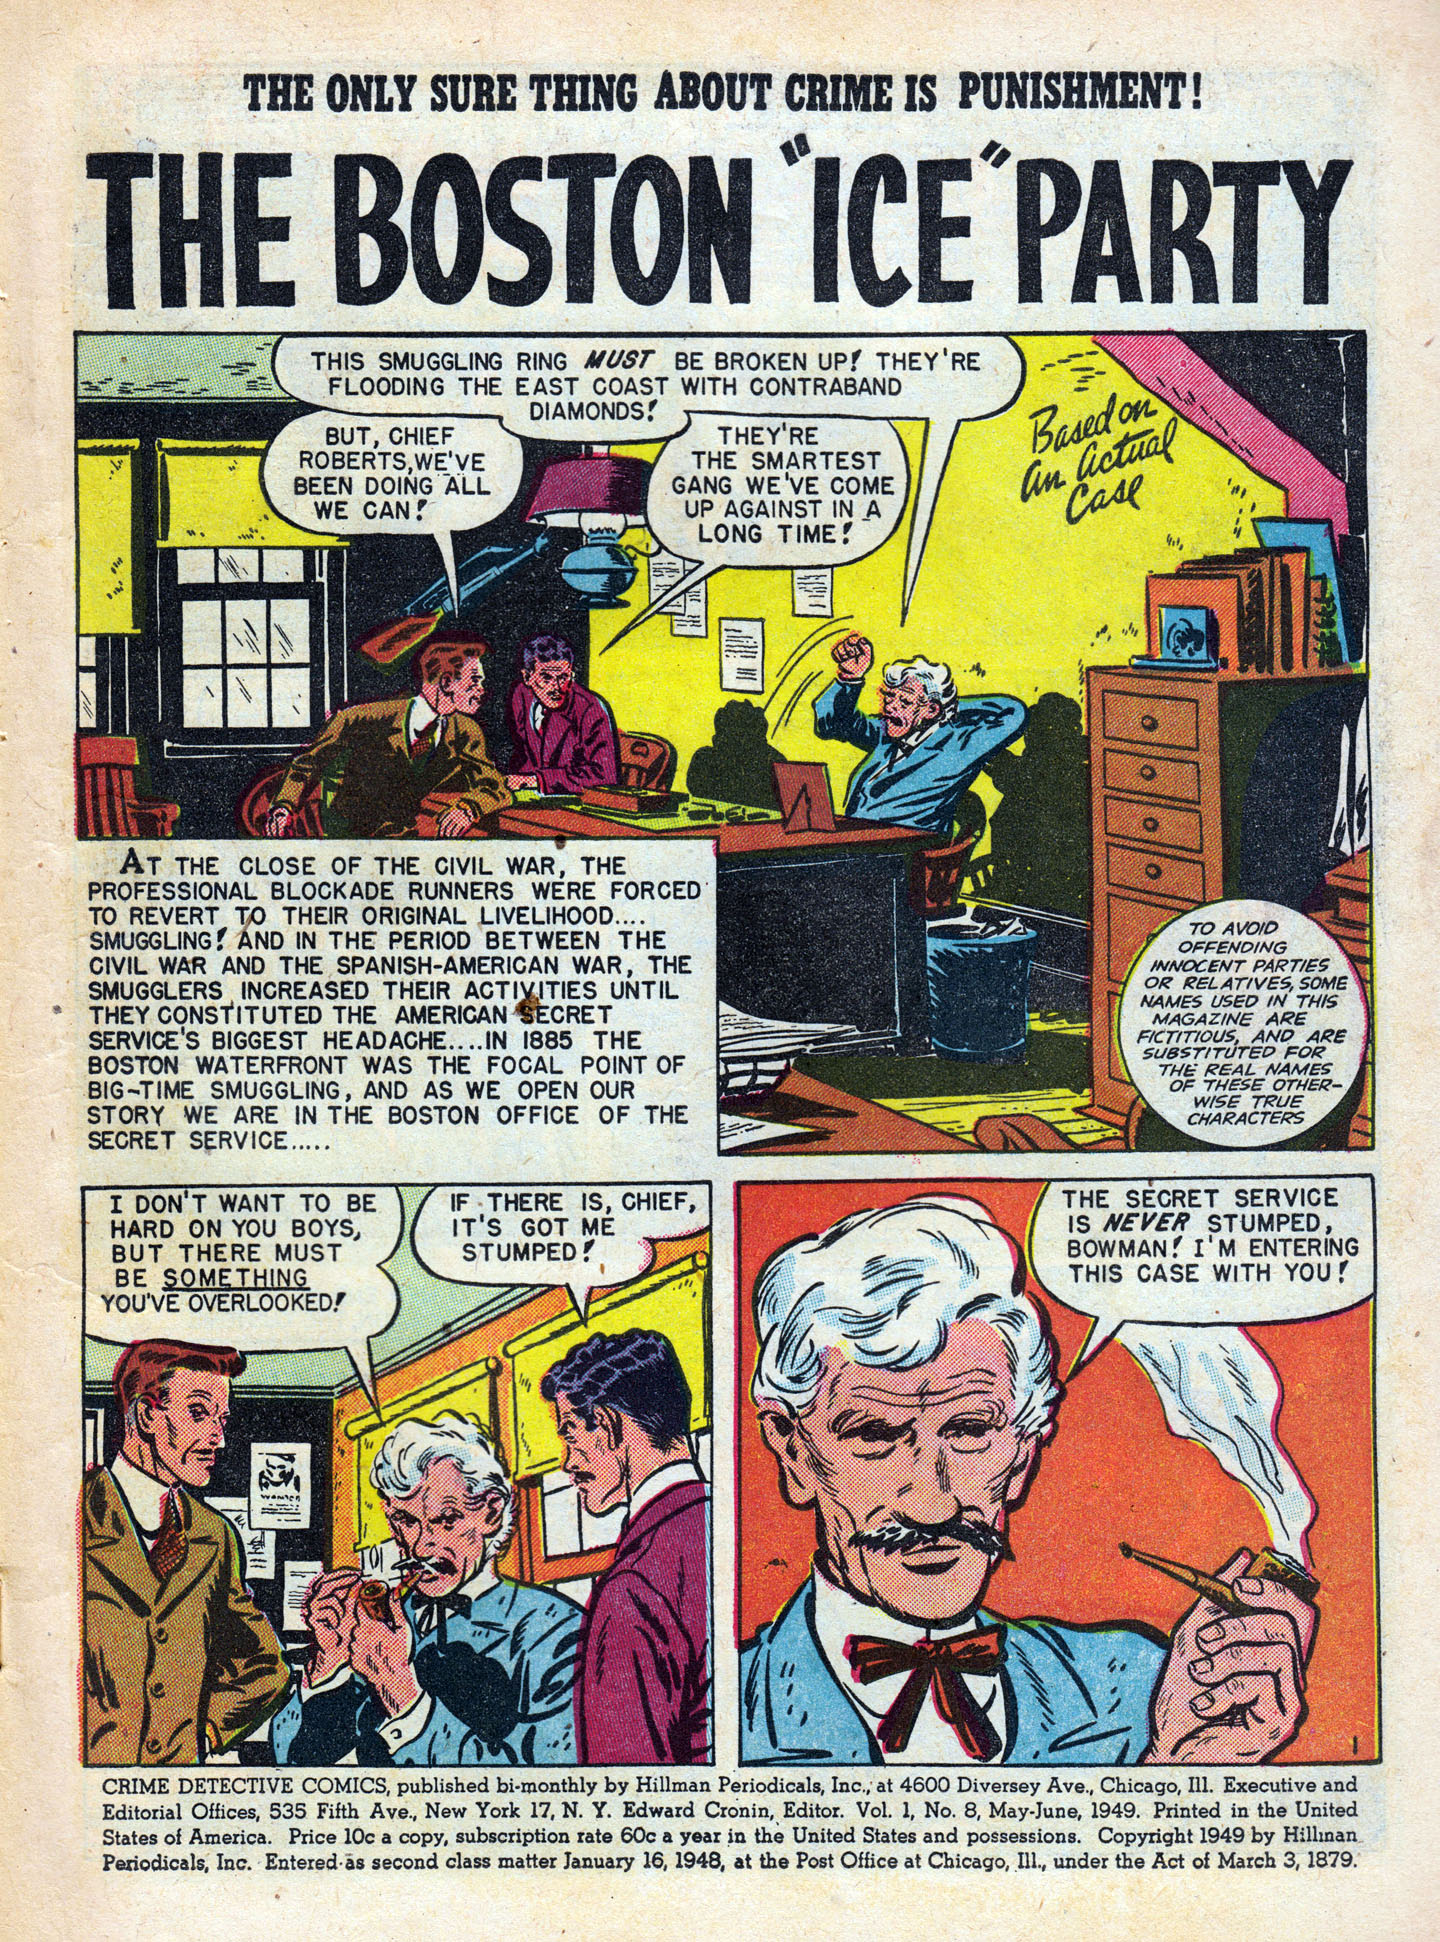 THE ONLY SURE THING ABOUT CRIME IS PUNISHMENT!
THE BOSTON "ICE" PARTY
THIS SMUGGLING RING MUST BE BROKEN UP! THEY'RE
FLOODING THE EAST COAST WITH CONTRABAND
DIAMONDS!
BUT, CHIEF
ROBERTS, WE'VE
BEEN DOING ALL
WE CAN!
THEY'RE
THE SMARTEST
GANG WE'VE COME
UP AGAINST IN A
LONG TIME!
Based on
An Actual
Case
AT THE CLOSE OF THE CIVIL WAR, THE
PROFESSIONAL BLOCKADE RUNNERS WERE FORCED
TO REVERT TO THEIR ORIGINAL LIVELIHOOD....
SMUGGLING! AND IN THE PERIOD BETWEEN THE
CIVIL WAR AND THE SPANISH-AMERICAN WAR, THE
SMUGGLERS INCREASED THEIR ACTIVITIES UNTIL
THEY CONSTITUTED THE AMERICAN SECRET
SERVICE'S BIGGEST HEADACHE....IN 1885 THE
BOSTON WATERFRONT WAS THE FOCAL POINT OF
BIG-TIME SMUGGLING, AND AS WE OPEN OUR
STORY WE ARE IN THE BOSTON OFFICE OF THE
SECRET SERVICE.....
TO AVOID
OFFENDING
INNOCENT PARTIES
OR RELATIVES, SOME
NAMES USED IN THIS
MAGAZINE ARE
FICTITIOUS, AND ARE
SUBSTITUTED FOR
THE REAL NAMES
OF THESE OTHER-
WISE TRUE
CHARACTERS
I DON'T WANT TO BE
HARD ON YOU BOYS,
BUT THERE MUST
BE SOMETHING
YOU'VE OVERLOOKED!
IF THERE IS, CHIEF,
IT'S GOT ME
STUMPED!
WANTED
THE SECRET SERVICE
IS NEVER STUMPED,
BOWMAN! I'M ENTERING
THIS CASE WITH YOU!
1
CRIME DETECTIVE COMICS, published bi-monthly by Hillman Periodicals, Inc., at 4600 Diversey Ave., Chicago, Ill. Executive and
Editorial Offices, 535 Fifth Ave., New York 17, N. Y. Edward Cronin, Editor. Vol. 1, No. 8, May-June, 1949. Printed in the United
States of America. Price 10c a copy, subscription rate 60c a year in the United States and possessions. Copyright 1949 by Hillman
Periodicals, Inc. Entered as second class matter January 16, 1948, at the Post Office at Chicago, Ill., under the Act of March 3, 1879.